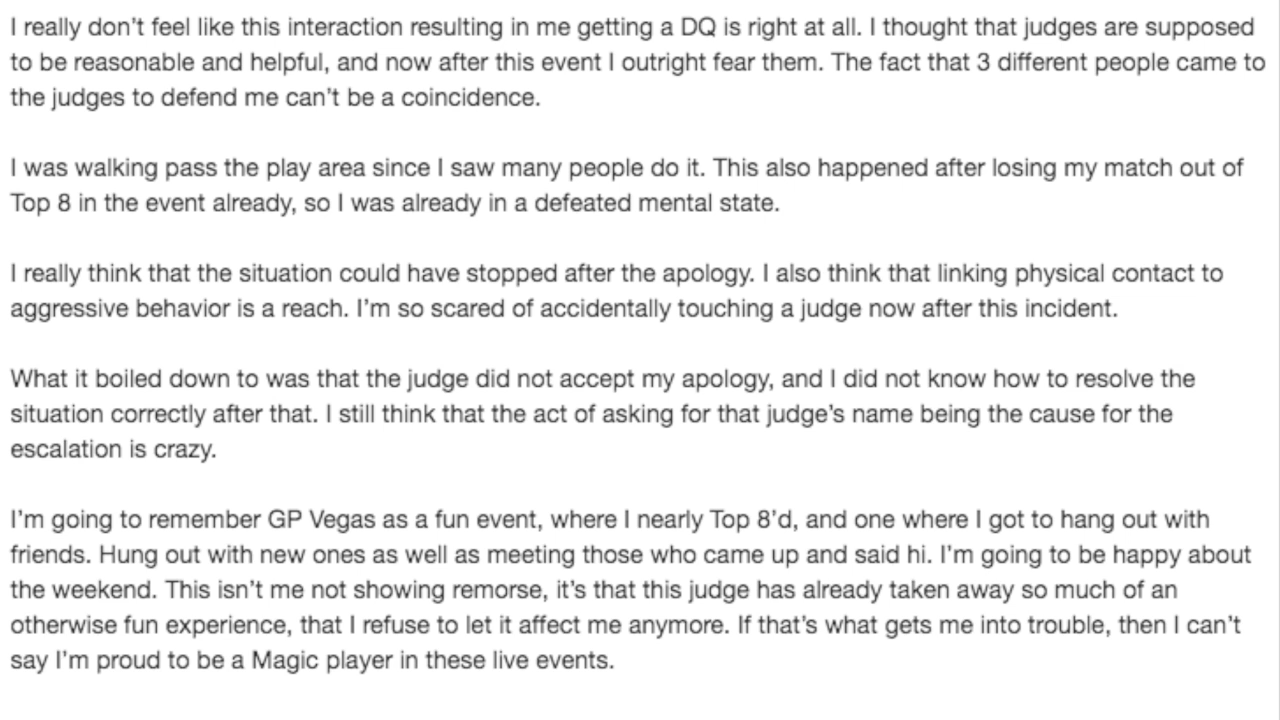 I really don't feel like this interaction resulting in me getting a DQ is right at all. I thought that judges are supposed
to be reasonable and helpful, and now after this event I outright fear them. The fact that 3 different people came to
the judges to defend me can't be a coincidence.
I was walking pass the play area since I saw many people do it. This also happened after losing my match out of
Top 8 in the event already, so I was already in a defeated mental state.
I really think that the situation could have stopped after the apology. I also think that linking physical contact to
aggressive behavior is a reach. I'm so scared of accidentally touching a judge now after this incident.
What it boiled down to was that the judge did not accept my apology, and I did not know how to resolve the
situation correctly after that. I still think that the act of asking for that judge's name being the cause for the
escalation is crazy.
I'm going to remember GP Vegas as a fun event, where I nearly Top 8'd, and one where I got to hang out with
friends. Hung out with new ones as well as meeting those who came up and said hi. I'm going to be happy about
the weekend. This isn't me not showing remorse, it's that this judge has already taken away so much of an
otherwise fun experience, that I refuse to let it affect me anymore. If that's what gets me into trouble, then I can't
say I'm proud to be a Magic player in these live events.